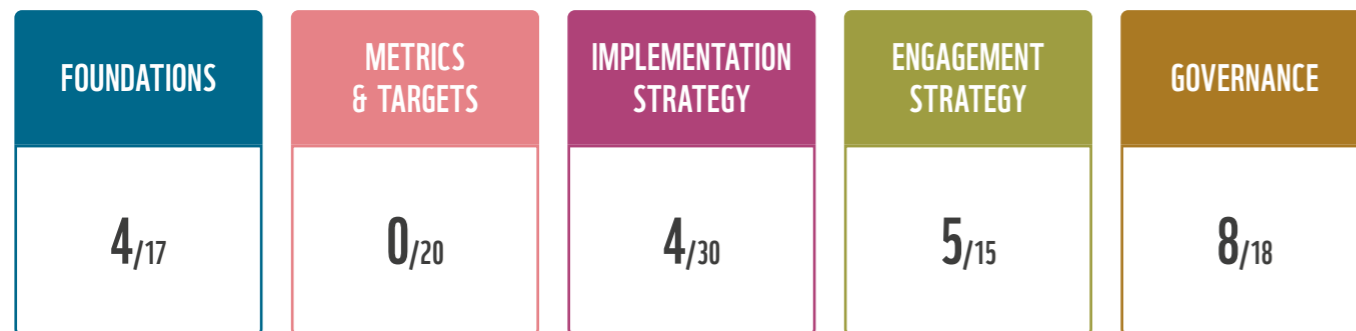 FOUNDATIONS
4/17
METRICS
& TARGETS
0/20
IMPLEMENTATION
STRATEGY
4/30
ENGAGEMENT
STRATEGY
5/15
GOVERNANCE
8/18